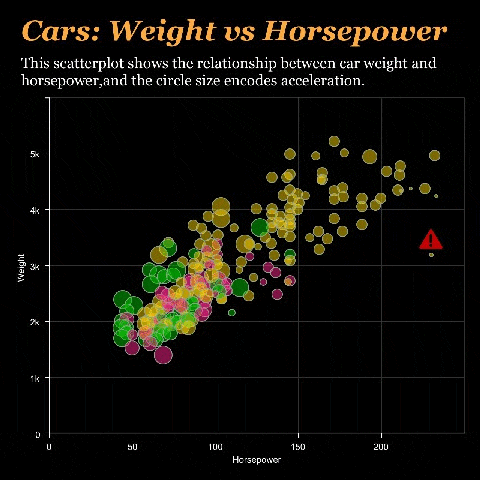 Cars: Weight vs Horsepower
This scatterplot shows the relationship between car weight and
horsepower,and the circle size encodes acceleration.
5k
4k
3k
2k
1k
0
Weight
0 50 100 150 200
Horsepower